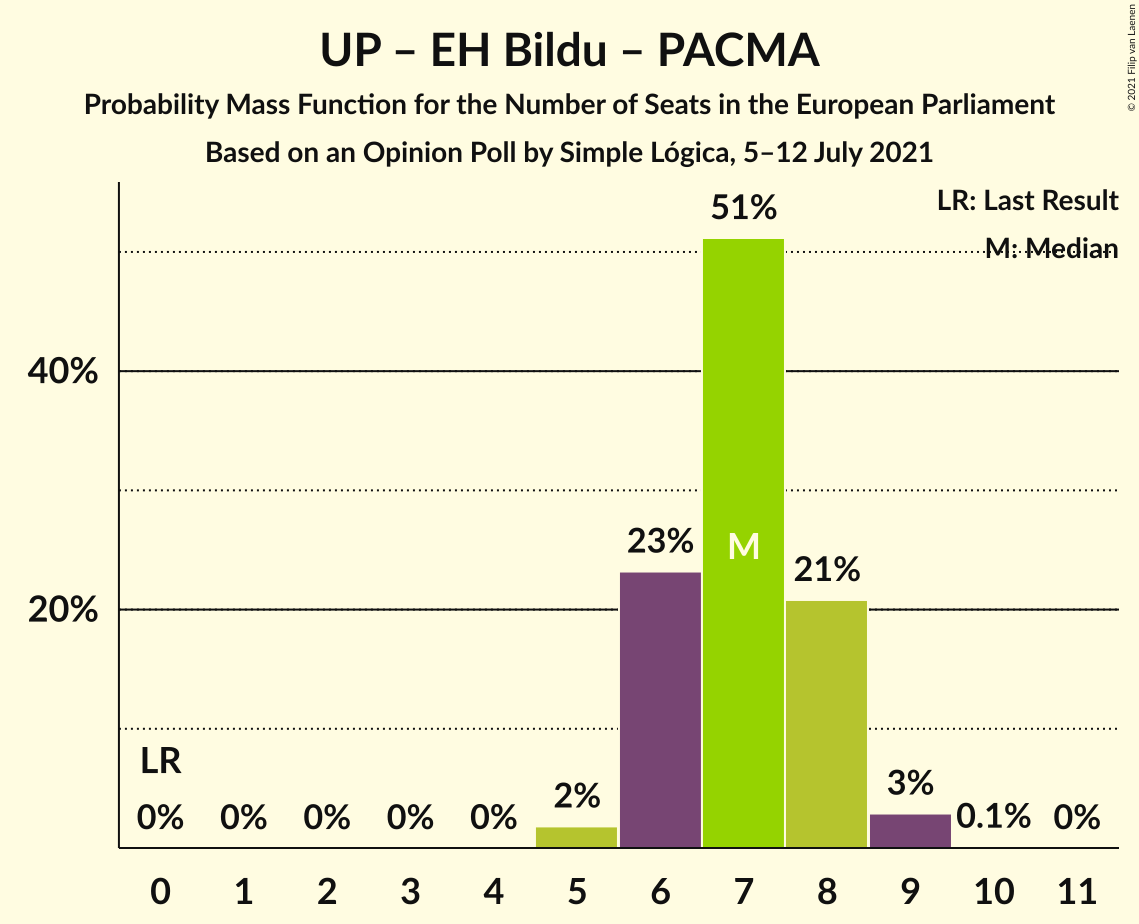 UP – EH Bildu – PACMA
Probability Mass Function for the Number of Seats in the European Parliament
Based on an Opinion Poll by Simple Lógica, 5–12 July 2021
© 2021 Filip van Laenen
LR: Last Result
M: Median
51%
40%
23%
M
21%
20%
LR
0%
0%
0%
0%
0%
2%
3%
0.1%
0%
0 1 2 3 4 5 6 7 8 9 10 11